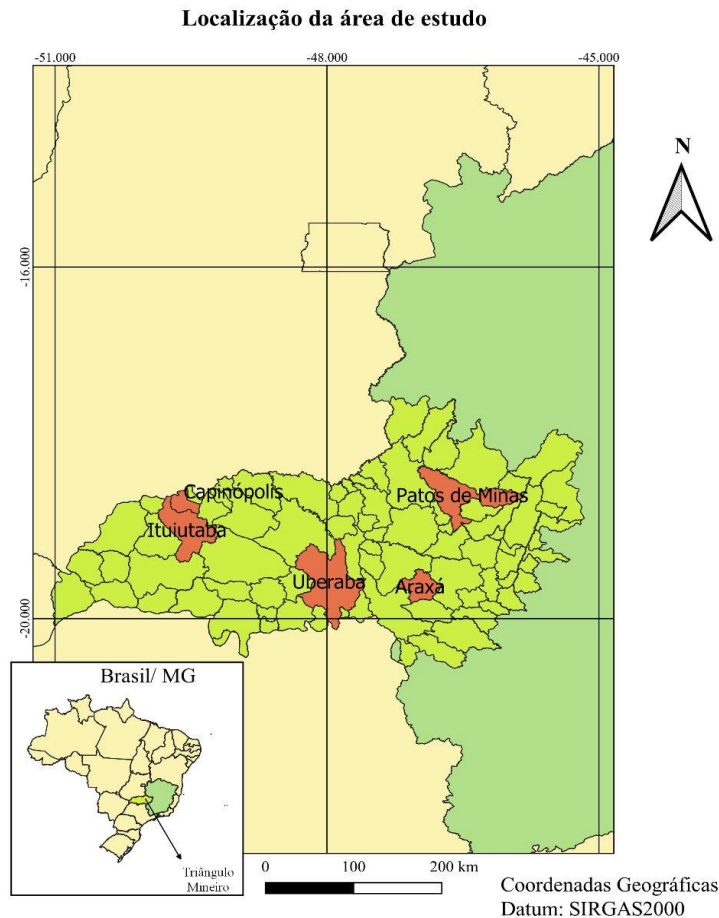 Localização da área de estudo
-51.000
-48.000
-45.000
N
-16.000
Capinópolis
Patos de Minas
Ituiutaba
Uberaba
Araxá
-20.000
Brasil/ MG
Triângulo
Mineiro
0
100
200 km
Coordenadas Geográficas
Datum: SIRGAS2000